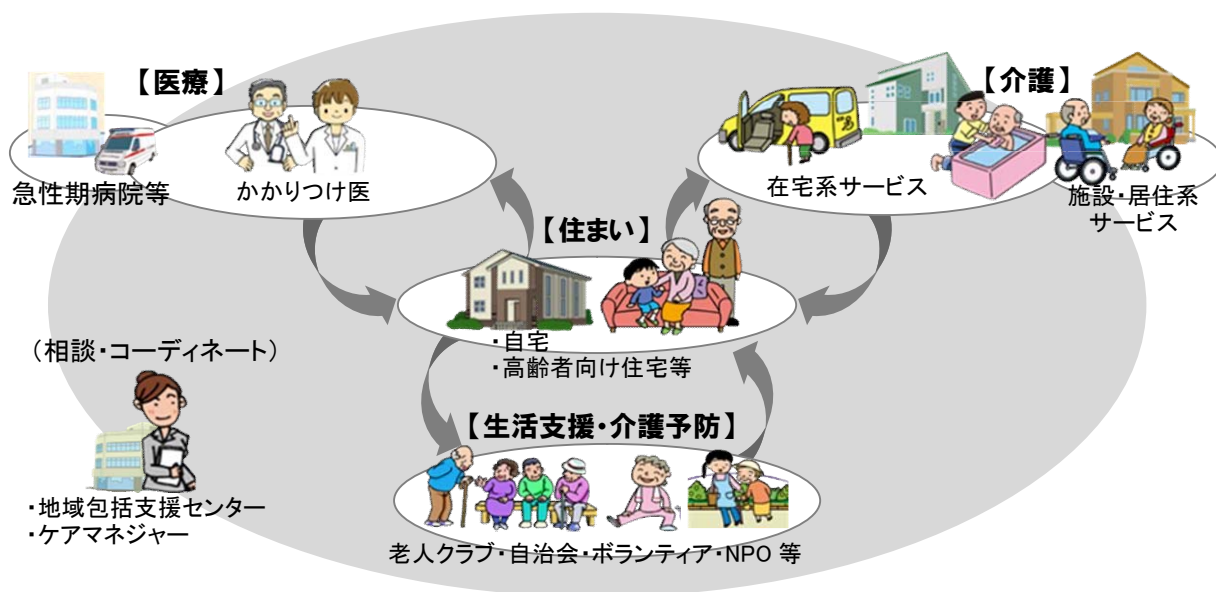 【医療】
急性期病院等
かかりつけ医
【介護】
在宅系サービス
施設・居住系
サービス
【住まい】
・自宅
・高齢者向け住宅等
（相談・コーディネート）
・地域包括支援センター
・ケアマネジャー
【生活支援・介護予防】
老人クラブ・自治会・ボランティア・NPO 等